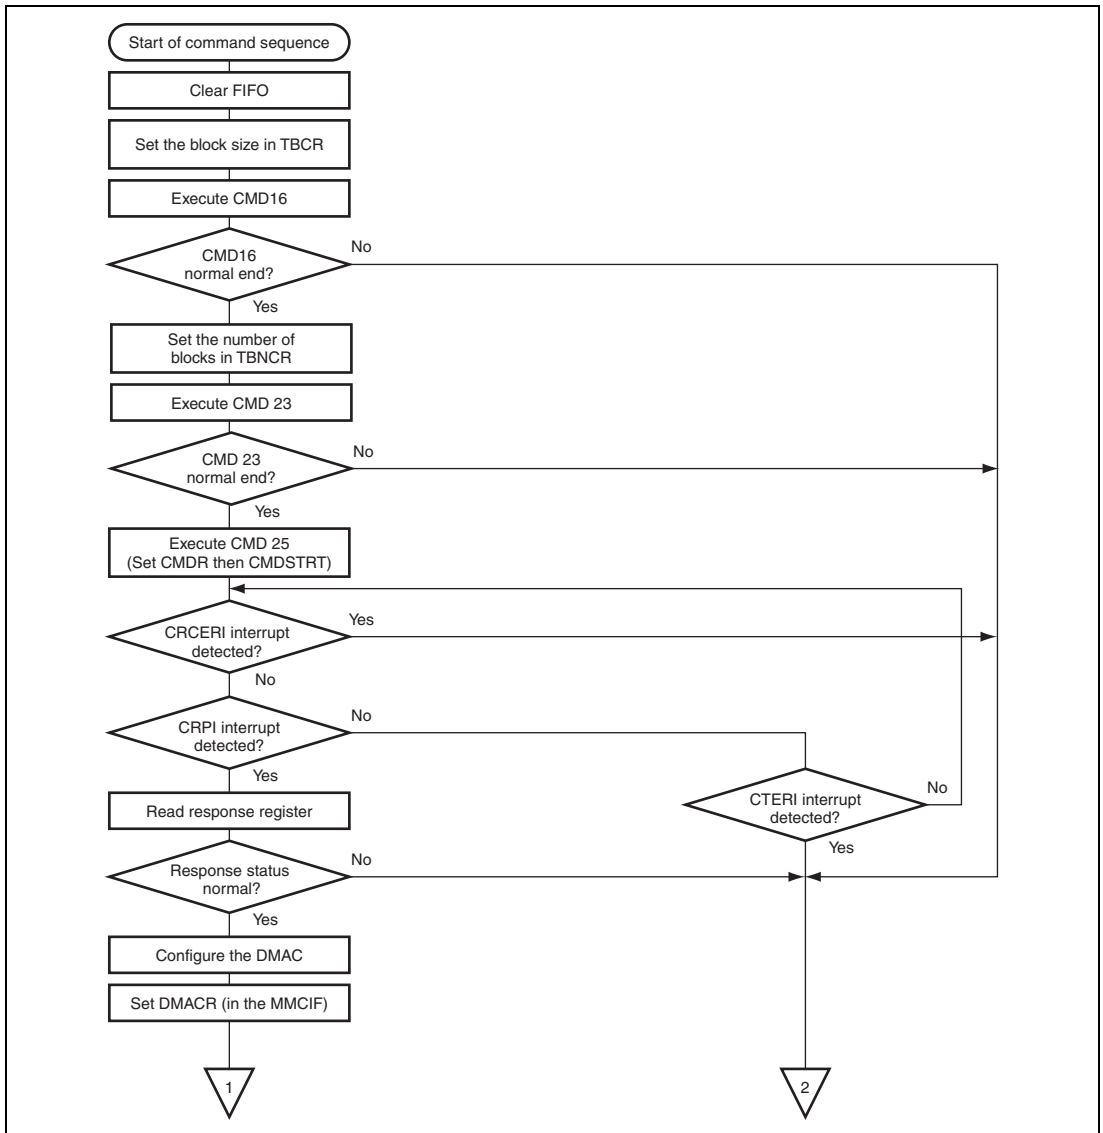 Start of command sequence
Clear FIFO
Set the block size in TBCR
Execute CMD16
CMD16
normal end?
No
Yes
Set the number of
blocks in TBNCR
Execute CMD 23
CMD 23
normal end?
No
Yes
Execute CMD 25
(Set CMDR then CMDSTRT)
CRCERI interrupt
detected?
Yes
No
CRPI interrupt
detected?
No
Yes
CTERI interrupt
detected?
No
Yes
Read response register
Response status
normal?
No
Yes
Configure the DMAC
Set DMACR (in the MMCIF)
1
2